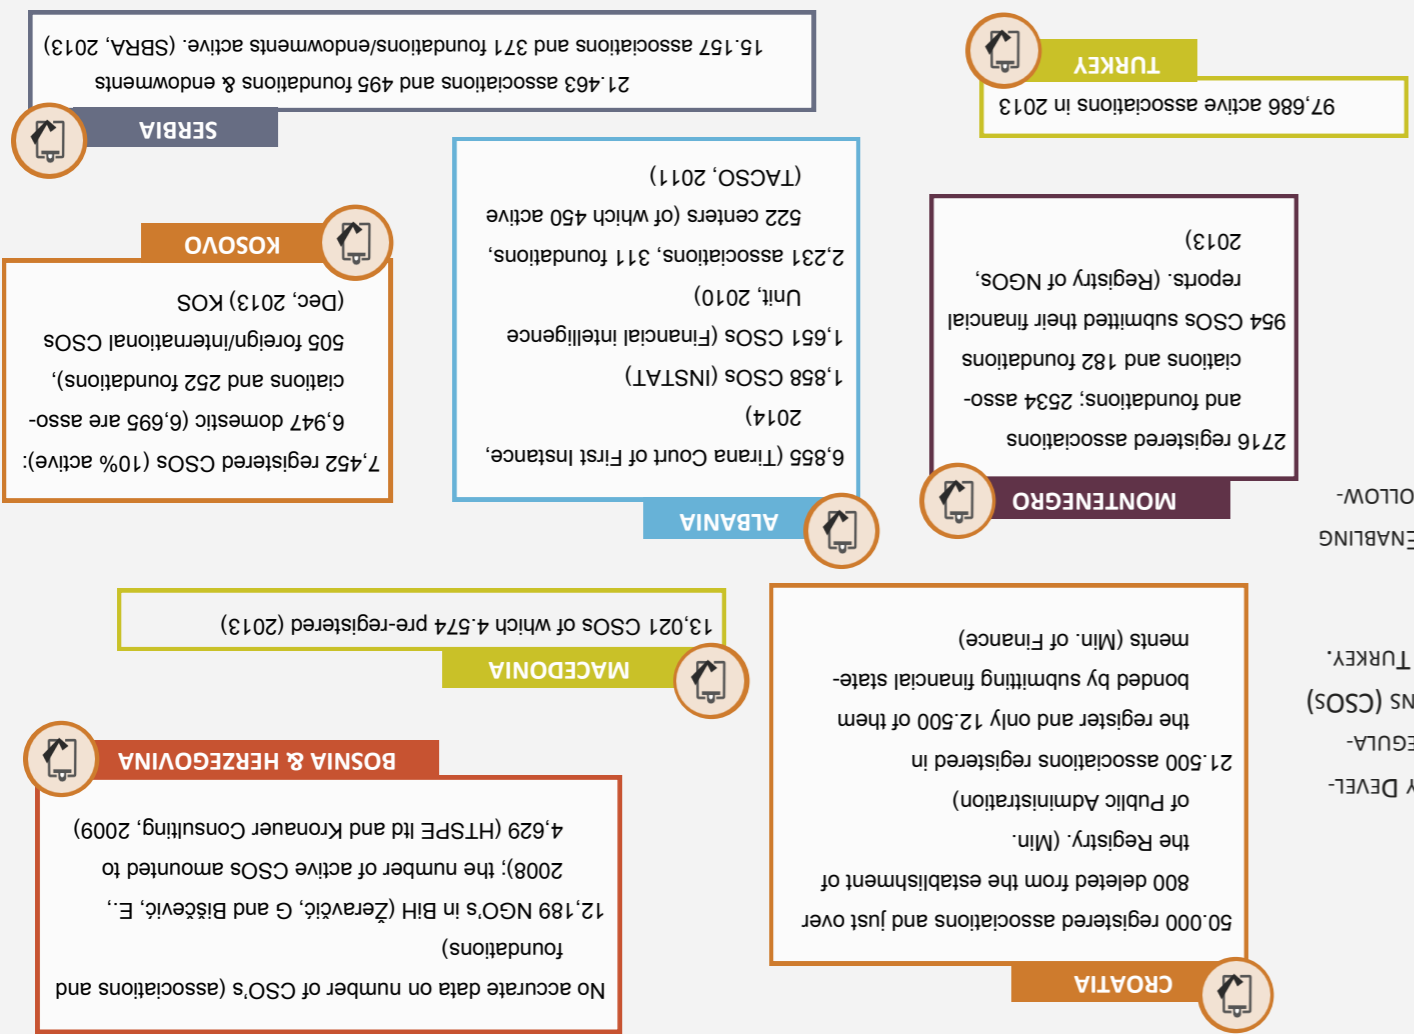 Y DEVEL-
EGULA-
NS (CSOs)
TURKEY.
ENABLING
OLLOW-
CROATIA
50.000 registered associations and just over
800 deleted from the establishment of
the Registry. (Min.
of Public Administration)
21.500 associations registered in
the register and only 12.500 of them
bonded by submitting financial state-
ments (Min. of Finance)
No accurate data on number of CSO's (associations and
foundations)
12,189 NGO's in BiH (Žeravčić, G and Biščević, E.,
2008); the number of active CSOs amounted to
4,629 (HTSPE ltd and Kronauer Consulting, 2009)
BOSNIA & HERZEGOVINA
MACEDONIA
13,021 CSOs of which 4.574 pre-registered (2013)
MONTENEGRO
2716 registered associations
and foundations; 2534 asso-
ciations and 182 foundations
954 CSOs submitted their financial
reports. (Registry of NGOs,
2013)
ALBANIA
6,855 (Tirana Court of First Instance,
2014)
1,858 CSOs (INSTAT)
1,651 CSOs (Financial intelligence
Unit, 2010)
2,231 associations, 311 foundations,
522 centers (of which 450 active
(TACSO, 2011)
7,452 registered CSOs (10% active):
6,947 domestic (6,695 are asso-
ciations and 252 foundations),
505 foreign/international CSOs
(Dec, 2013) KOS
KOSOVO
97,686 active associations in 2013
TURKEY
SERBIA
21.463 associations and 495 foundations & endowments
15.157 associations and 371 foundations/endowments active. (SBRA, 2013)